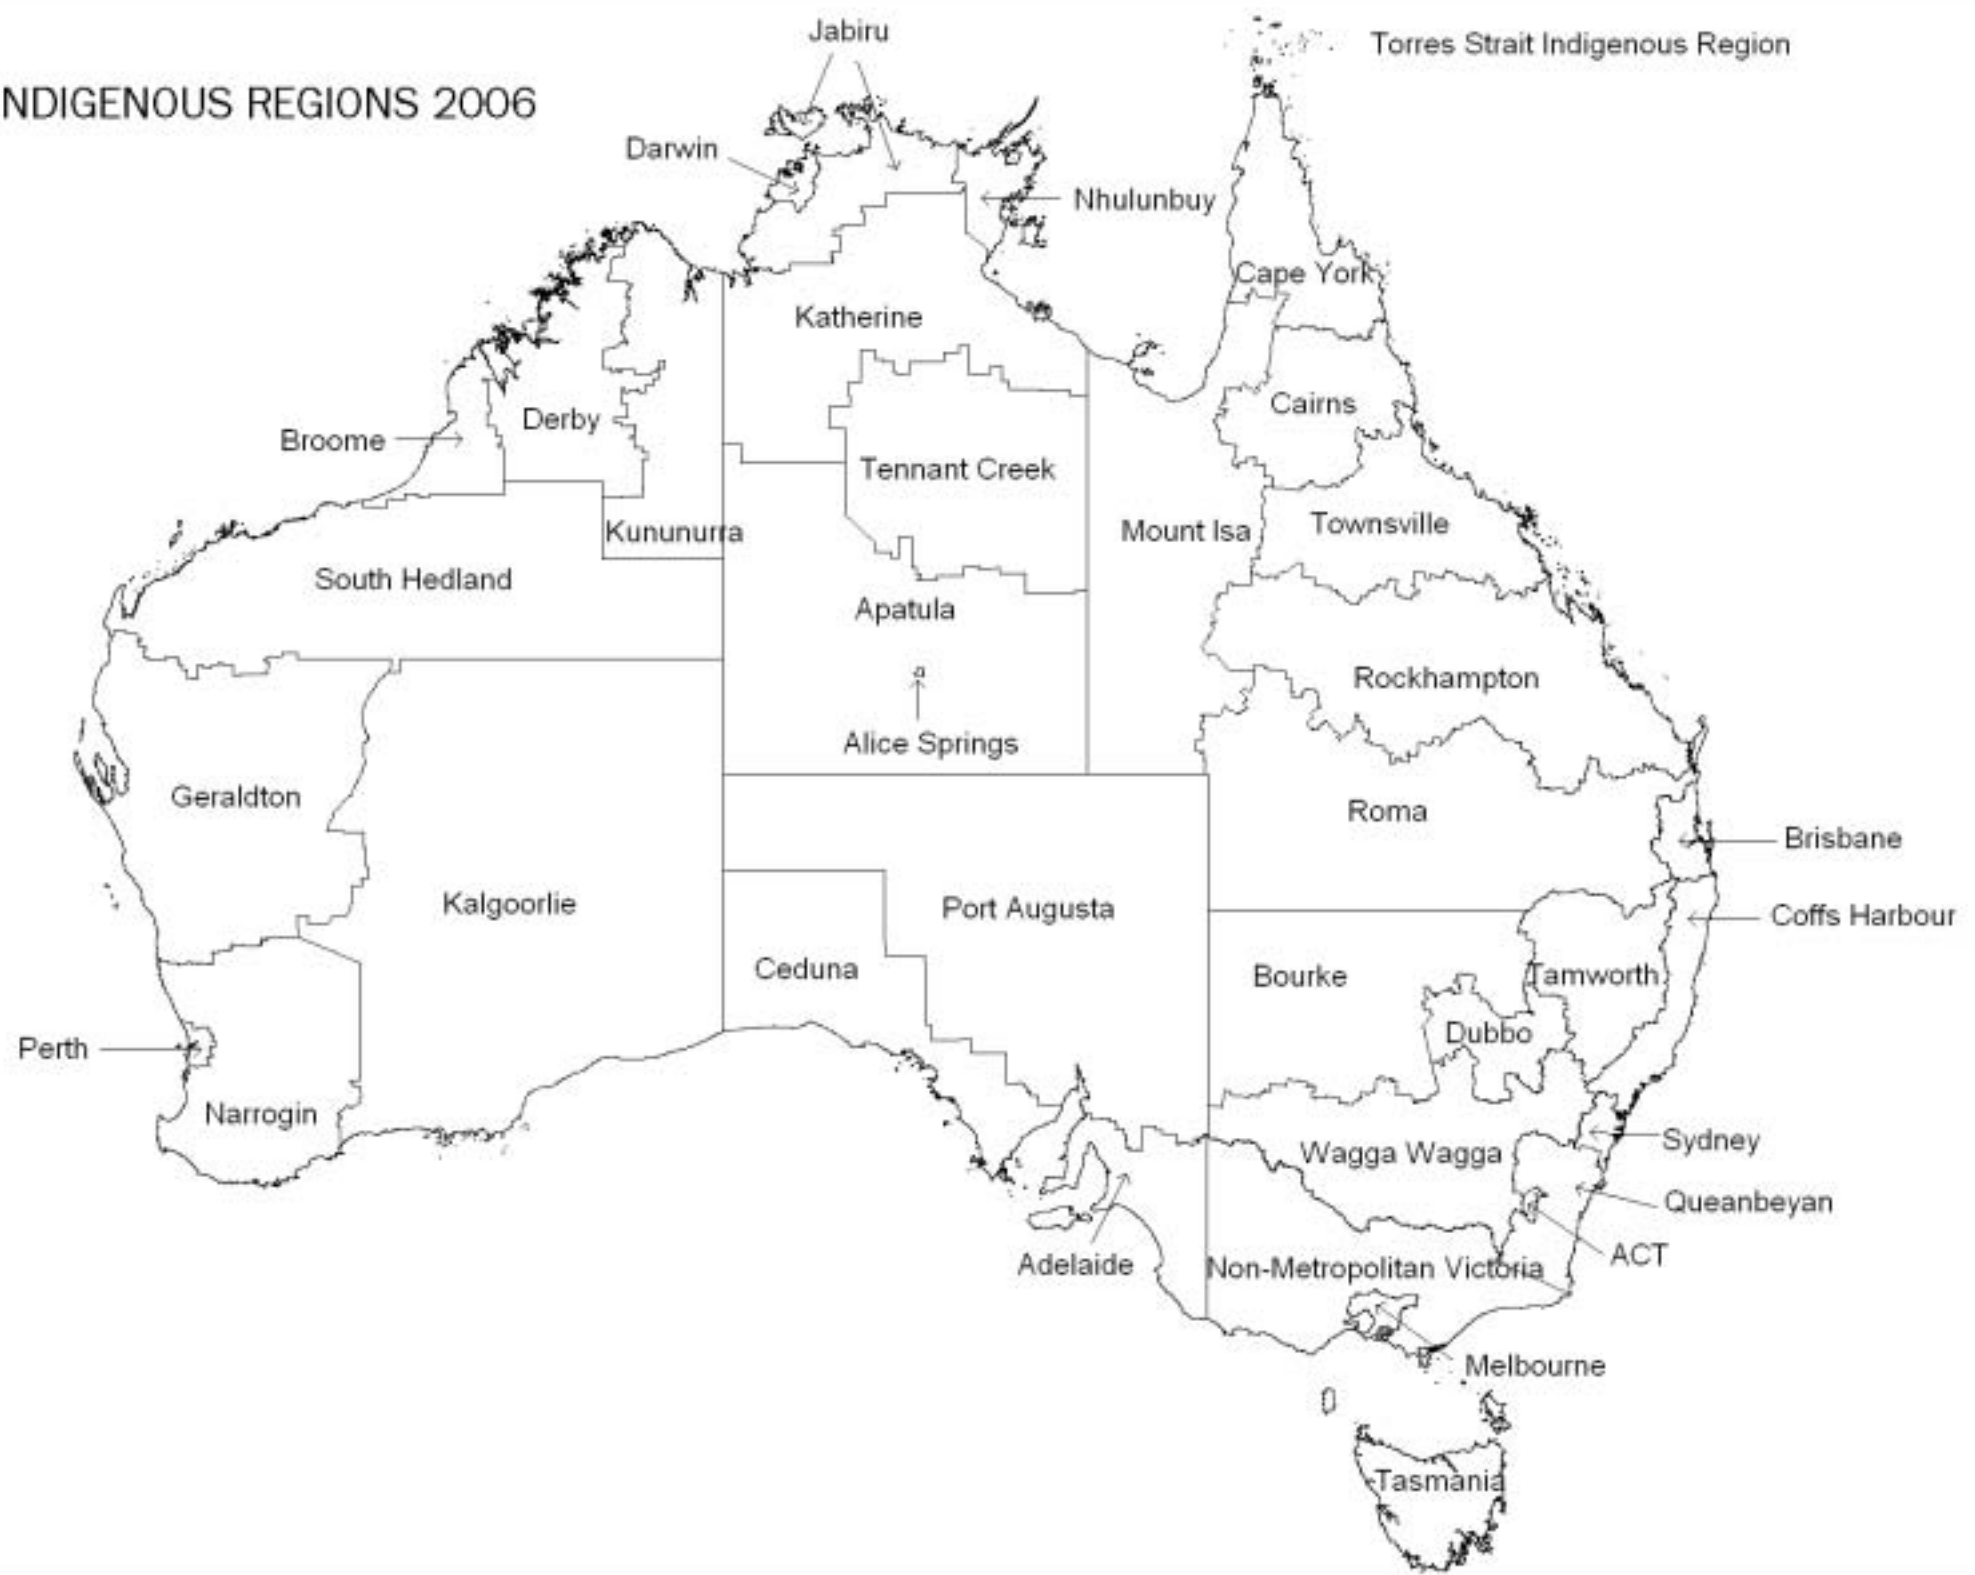 Jabiru
Torres Strait Indigenous Region
NDIGENOUS REGIONS 2006
Darwin
Nhulunbuy
Cape York
Katherine
Cairns
Derby
Broome
Tennant Creek
Townsville
Mount Isa
Kununurra
South Hedland
Apatula
Rockhampton
a
Alice Springs
Geraldton
Roma
Brisbane
Kalgoorlie
Port Augusta
Coffs Harbour
Ceduna
Bourke
Tamworth
Dubbo
Perth
Narrogin
Sydney
Wagga Wagga
Queanbeyan
ACT
Adelaide
Non-Metropolitan Victoria
Melbourne
Tasmania